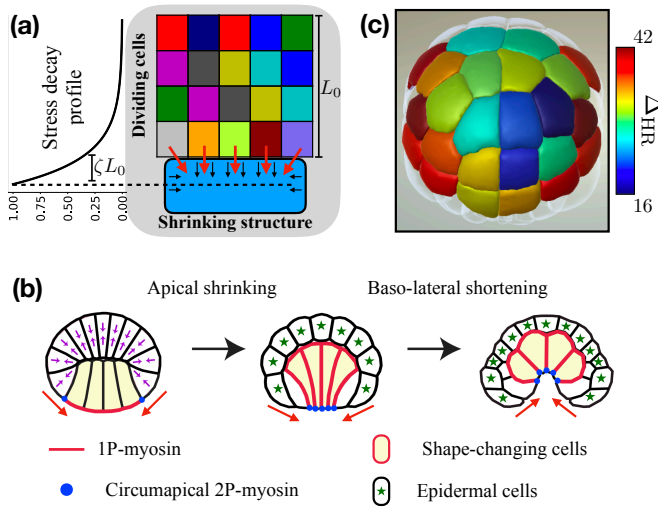 (a)
Stress decay
profile
1.00
0.75
0.50
0.25
0.00
ζL₀
Dividing cells
L₀
Shrinking structure
(c)
42
Δ_HR
16
(b)
Apical shrinking
Baso-lateral shortening
1P-myosin
Shape-changing cells
Circumapical 2P-myosin
Epidermal cells